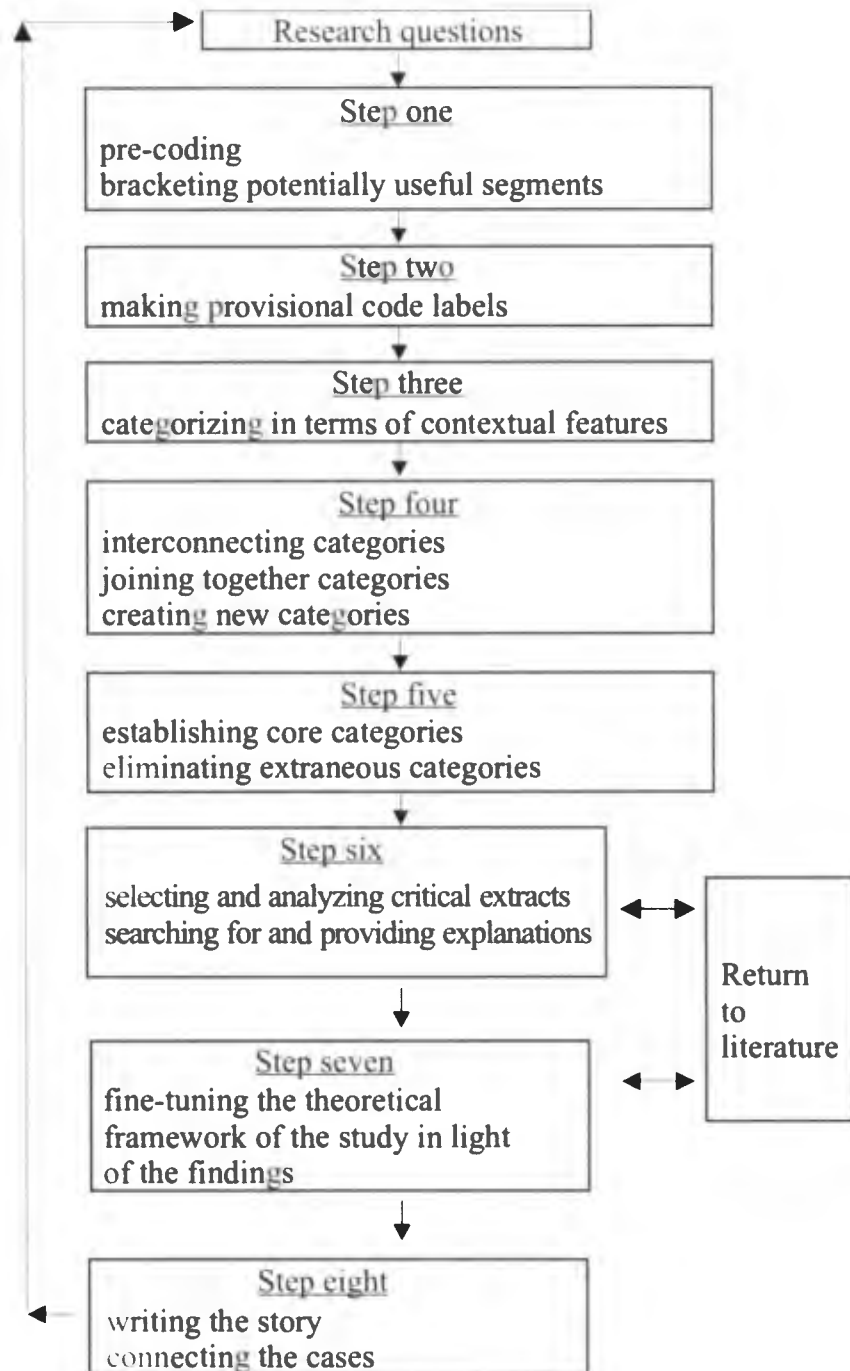 Research questions
Step one
pre-coding
bracketing potentially useful segments
Step two
making provisional code labels
Step three
categorizing in terms of contextual features
Step four
interconnecting categories
joining together categories
creating new categories
Step five
establishing core categories
eliminating extraneous categories
Step six
selecting and analyzing critical extracts
searching for and providing explanations
Return
to
literature
Step seven
fine-tuning the theoretical
framework of the study in light
of the findings
Step eight
writing the story
connecting the cases